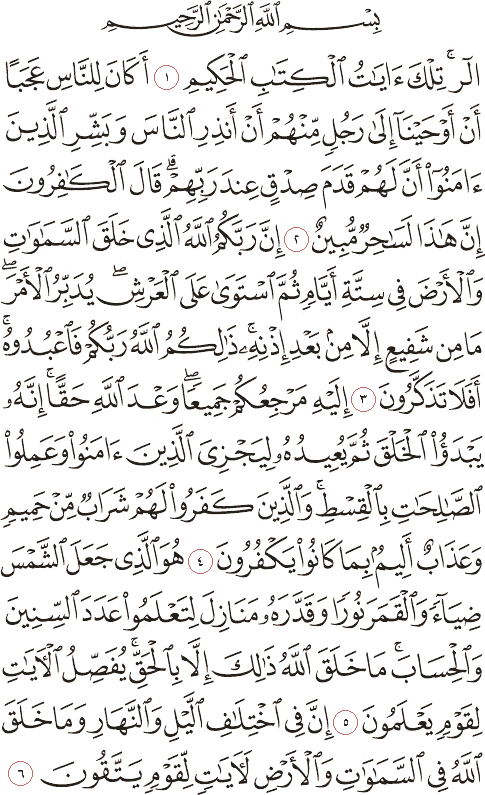 بِسْمِ ٱللَّهِ ٱلرَّحْمَٰنِ ٱلرَّحِيمِ
الٓرۚ تِلْكَ ءَايَٰتُ ٱلْكِتَٰبِ ٱلْحَكِيمِ ١ أَكَانَ لِلنَّاسِ عَجَبًا
أَنْ أَوْحَيْنَآ إِلَىٰ رَجُلٍ مِّنْهُمْ أَنْ أَنذِرِ ٱلنَّاسَ وَبَشِّرِ ٱلَّذِينَ
ءَامَنُوٓا۟ أَنَّ لَهُمْ قَدَمَ صِدْقٍ عِندَ رَبِّهِمْۗ قَالَ ٱلْكَٰفِرُونَ
إِنَّ هَٰذَا لَسَٰحِرٌ مُّبِينٌ ٢ إِنَّ رَبَّكُمُ ٱللَّهُ ٱلَّذِى خَلَقَ ٱلسَّمَٰوَٰتِ
وَٱلْأَرْضَ فِى سِتَّةِ أَيَّامٍ ثُمَّ ٱسْتَوَىٰ عَلَى ٱلْعَرْشِۖ يُدَبِّرُ ٱلْأَمْرَۖ
مَا مِن شَفِيعٍ إِلَّا مِنۢ بَعْدِ إِذْنِهِۦۚ ذَٰلِكُمُ ٱللَّهُ رَبُّكُمْ فَٱعْبُدُوهُۚ
أَفَلَا تَذَكَّرُونَ ٣ إِلَيْهِ مَرْجِعُكُمْ جَمِيعًاۖ وَعْدَ ٱللَّهِ حَقًّاۚ إِنَّهُۥ
يَبْدَؤُا۟ ٱلْخَلْقَ ثُمَّ يُعِيدُهُۥ لِيَجْزِىَ ٱلَّذِينَ ءَامَنُوا۟ وَعَمِلُوا۟
ٱلصَّٰلِحَٰتِ بِٱلْقِسْطِۚ وَٱلَّذِينَ كَفَرُوا۟ لَهُمْ شَرَابٌ مِّنْ حَمِيمٍ
وَعَذَابٌ أَلِيمٌۢ بِمَا كَانُوا۟ يَكْفُرُونَ ٤ هُوَ ٱلَّذِى جَعَلَ ٱلشَّمْسَ
ضِيَآءً وَٱلْقَمَرَ نُورًا وَقَدَّرَهُۥ مَنَازِلَ لِتَعْلَمُوا۟ عَدَدَ ٱلسِّنِينَ
وَٱلْحِسَابَۚ مَا خَلَقَ ٱللَّهُ ذَٰلِكَ إِلَّا بِٱلْحَقِّۚ يُفَصِّلُ ٱلْءَايَٰتِ
لِقَوْمٍ يَعْلَمُونَ ٥ إِنَّ فِى ٱخْتِلَٰفِ ٱلَّيْلِ وَٱلنَّهَارِ وَمَا خَلَقَ
ٱللَّهُ فِى ٱلسَّمَٰوَٰتِ وَٱلْأَرْضِ لَءَايَٰتٍ لِّقَوْمٍ يَتَّقُونَ ٦